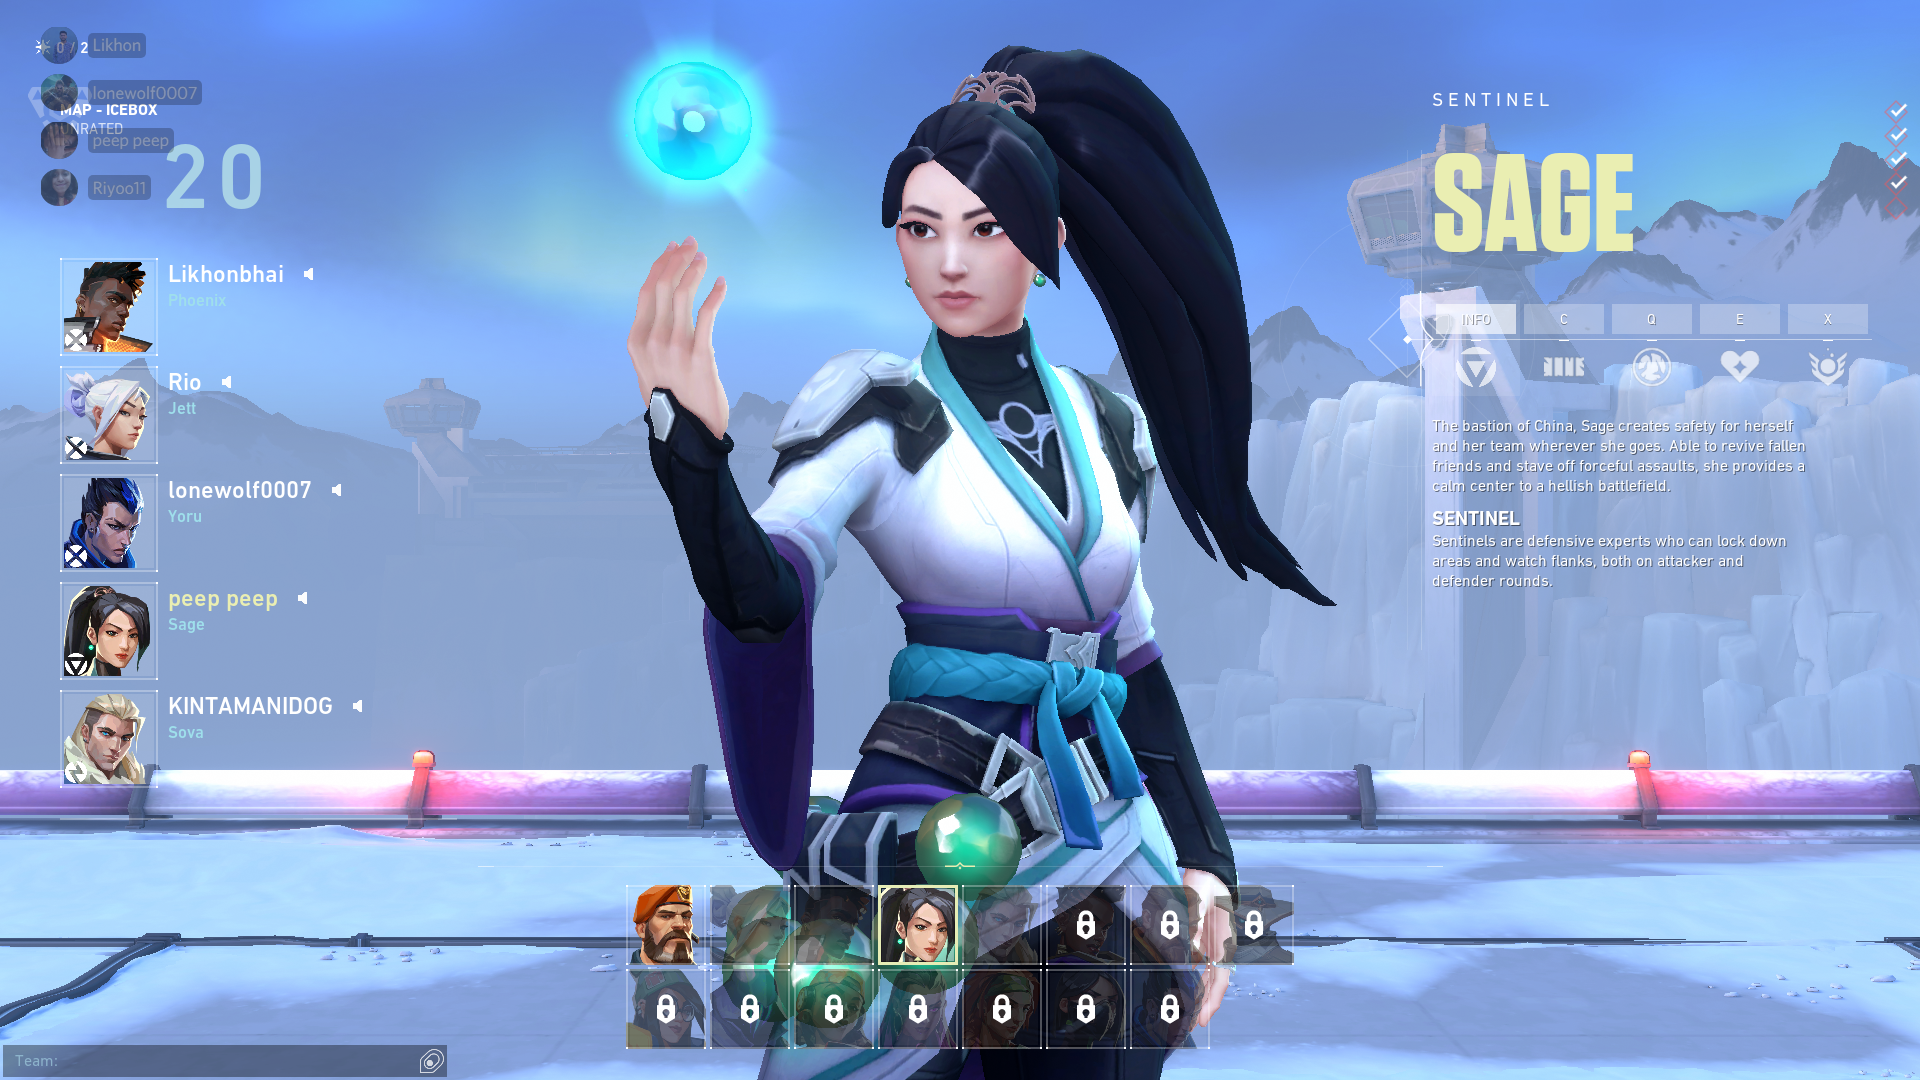 0 / 2
Likhon
lonewolf0007
MAP - ICEBOX
UNRATED
peep peep
Riyoo11
20
Likhonbhai
Phoenix
Rio
Jett
lonewolf0007
Yoru
peep peep
Sage
KINTAMANIDOG
Sova
SENTINEL
SAGE
INFO
C
Q
E
X
The bastion of China, Sage creates safety for herself
and her team wherever she goes. Able to revive fallen
friends and stave off forceful assaults, she provides a
calm center to a hellish battlefield.
SENTINEL
Sentinels are defensive experts who can lock down
areas and watch flanks, both on attacker and
defender rounds.
Team: